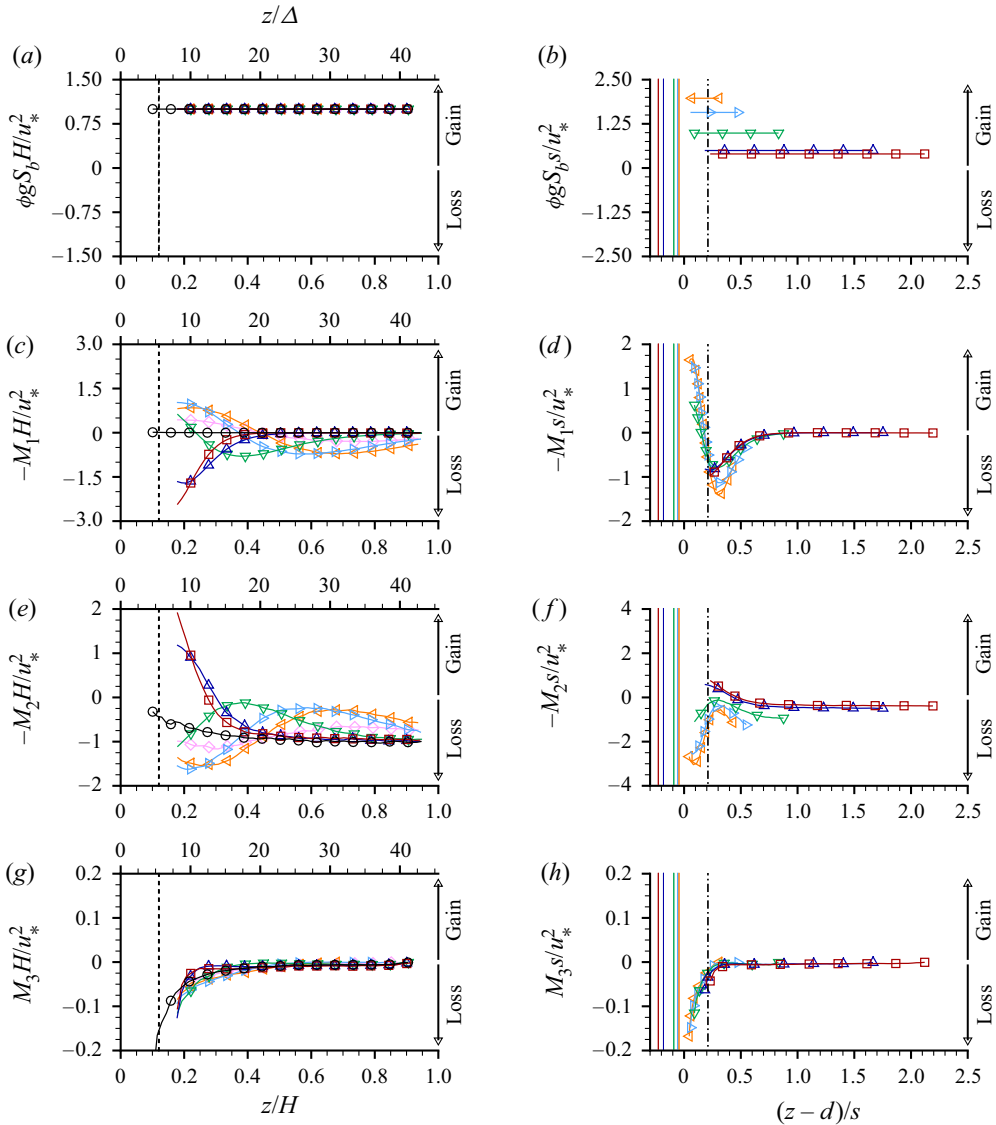 z/Δ
(a) 0 10 20 30 40 (b)
1.50 0.75 0 –0.75 –1.50
ϕgS_b H/u_*^2
Gain
Loss
0 0.2 0.4 0.6 0.8 1.0
2.50 1.25 0 –1.25 –2.50
ϕgS_b s/u_*^2
Gain
Loss
0 0.5 1.0 1.5 2.0 2.5
(c) 0 10 20 30 40 (d)
3.0 1.5 0 –1.5 –3.0
–M_1H/u_*^2
Gain
Loss
0 0.2 0.4 0.6 0.8 1.0
2 1 0 –1 –2
–M_1s/u_*^2
Gain
Loss
0 0.5 1.0 1.5 2.0 2.5
(e) 0 10 20 30 40 (f)
2 1 0 –1 –2
–M_2H/u_*^2
Gain
Loss
0 0.2 0.4 0.6 0.8 1.0
4 2 0 –2 –4
–M_2s/u_*^2
Gain
Loss
0 0.5 1.0 1.5 2.0 2.5
(g) 0 10 20 30 40 (h)
0.2 0.1 0 –0.1 –0.2
M_3H/u_*^2
Gain
Loss
0 0.2 0.4 0.6 0.8 1.0
z/H
0.2 0.1 0 –0.1 –0.2
M_3s/u_*^2
Gain
Loss
0 0.5 1.0 1.5 2.0 2.5
(z – d)/s